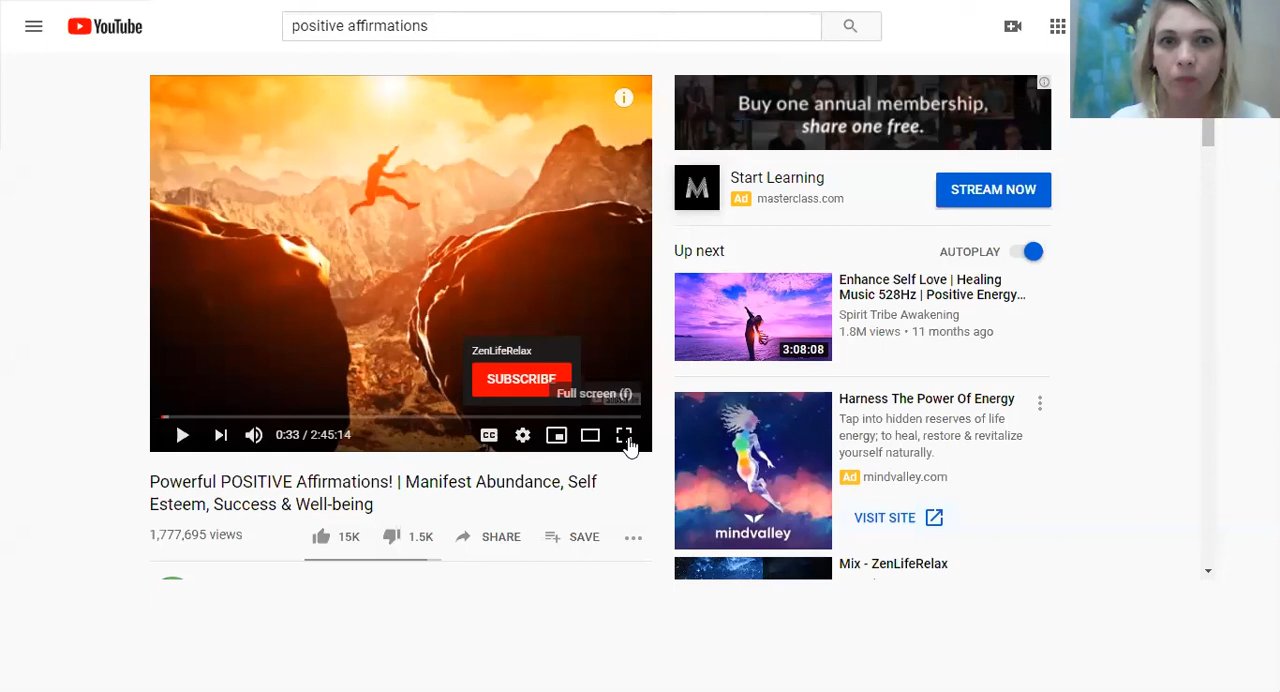 YouTube
positive affirmations
Buy one annual membership,
share one free.
Start Learning
Ad masterclass.com
STREAM NOW
Up next
AUTOPLAY
Enhance Self Love | Healing
Music 528Hz | Positive Energy…
Spirit Tribe Awakening
1.8M views • 11 months ago
3:08:08
ZenLifeRelax
SUBSCRIBE
Full screen (f)
CC
0:33 / 2:45:14
Powerful POSITIVE Affirmations! | Manifest Abundance, Self
Esteem, Success & Well-being
1,777,695 views
15K
1.5K
SHARE
SAVE
Harness The Power Of Energy
Tap into hidden reserves of life
energy; to heal, restore & revitalize
yourself naturally.
Ad mindvalley.com
VISIT SITE
mindvalley
Mix - ZenLifeRelax